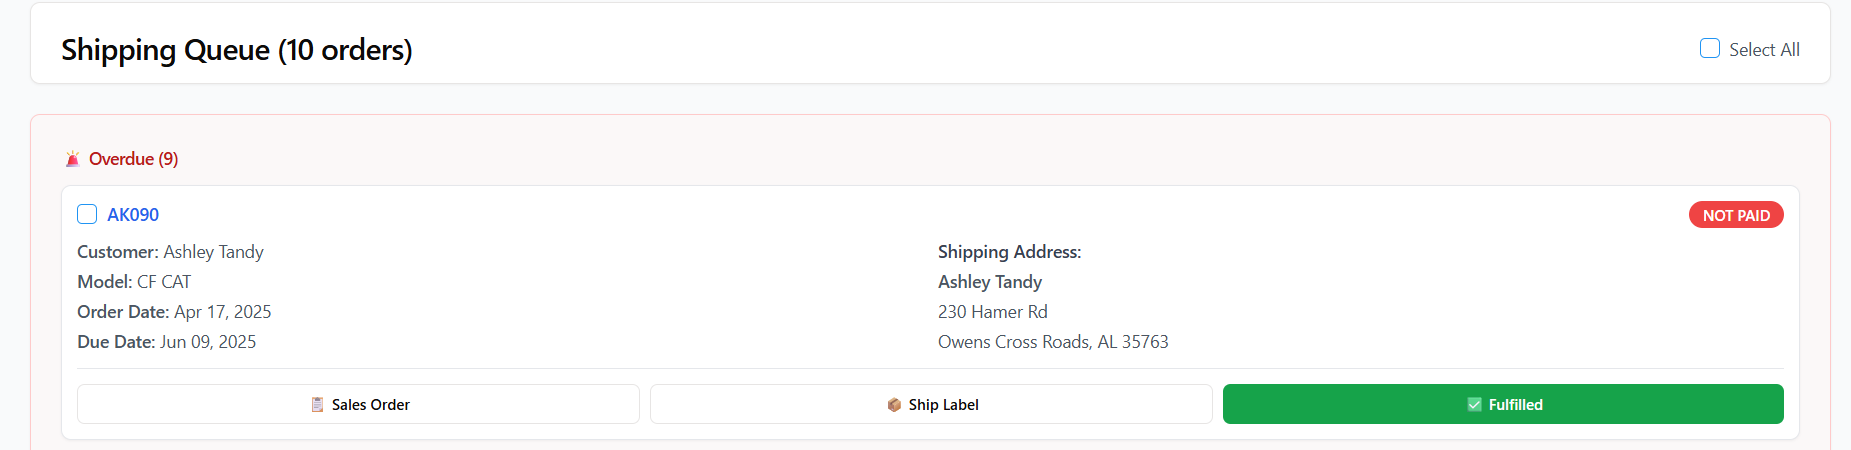 Shipping Queue (10 orders)
Select All
🚨 Overdue (9)
AK090
NOT PAID
Customer: Ashley Tandy
Model: CF CAT
Order Date: Apr 17, 2025
Due Date: Jun 09, 2025
Shipping Address:
Ashley Tandy
230 Hamer Rd
Owens Cross Roads, AL 35763
📋 Sales Order
📦 Ship Label
✅ Fulfilled